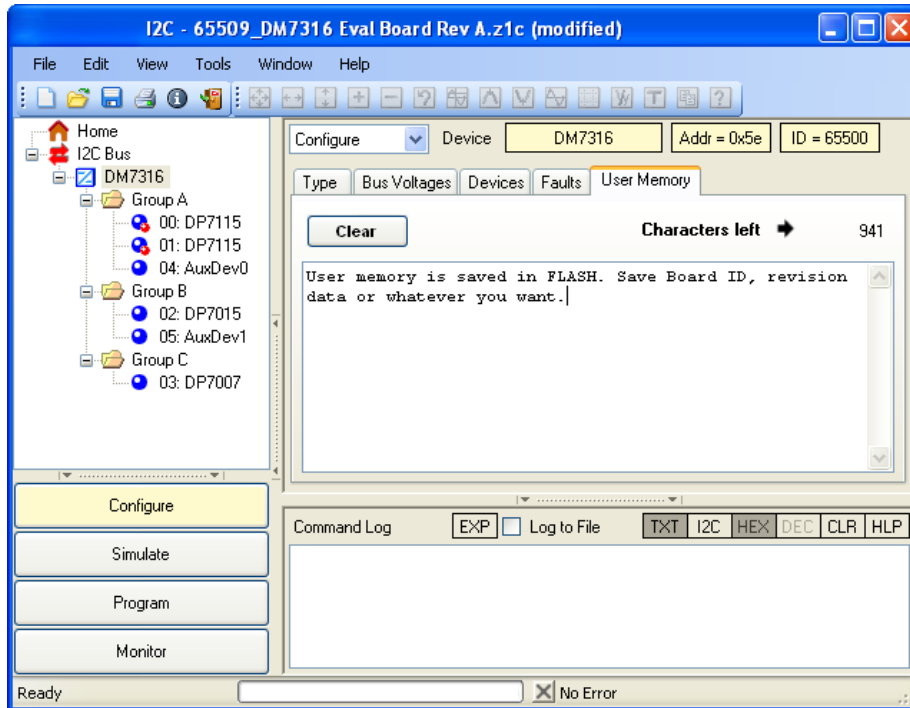 I2C - 65509_DM7316 Eval Board Rev A.z1c (modified)
File Edit View Tools Window Help
Home
I2C Bus
DM7316
Group A
00: DP7115
01: DP7115
04: AuxDev0
Group B
02: DP7015
05: AuxDev1
Group C
03: DP7007
Configure
Simulate
Program
Monitor
Configure Device DM7316 Addr = 0x5e ID = 65500
Type Bus Voltages Devices Faults User Memory
Clear Characters left 941
User memory is saved in FLASH. Save Board ID, revision
data or whatever you want.
Command Log EXP Log to File TXT I2C HEX DEC CLR HLP
Ready No Error